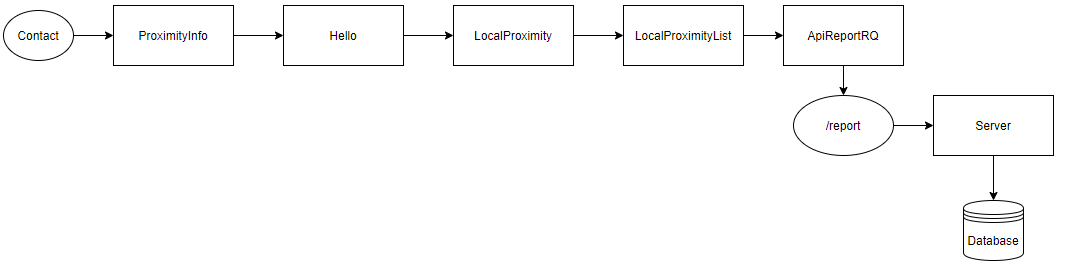 Contact
ProximityInfo
Hello
LocalProximity
LocalProximityList
ApiReportRQ
/report
Server
Database